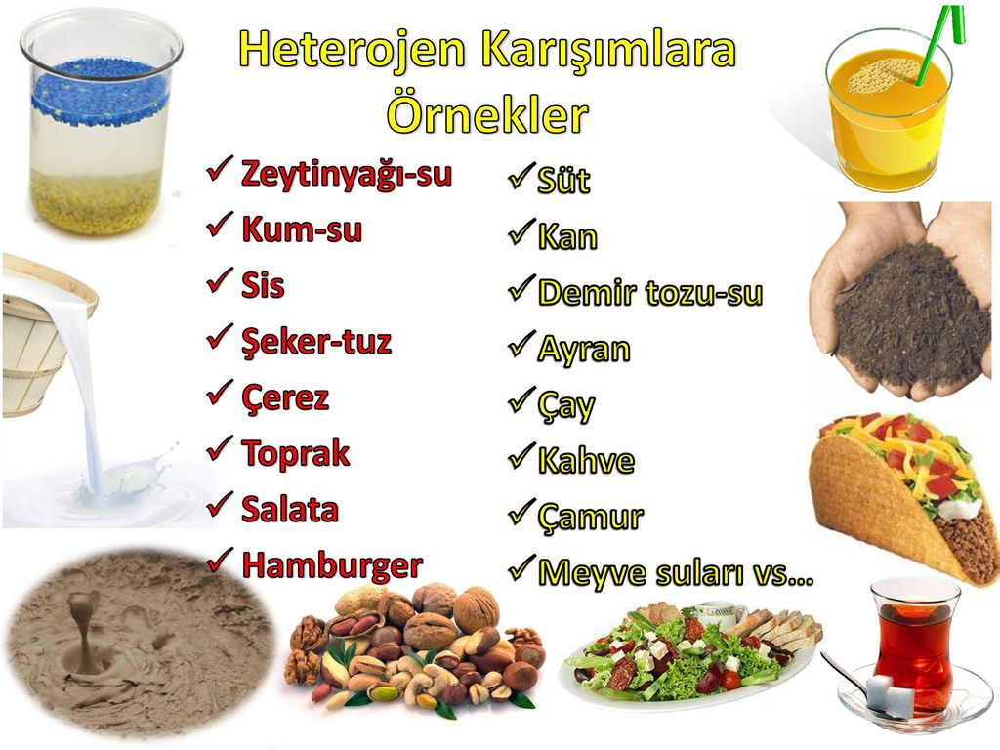 Heterojen Karışımlara
Örnekler
✓ Zeytinyağı-su
✓ Kum-su
✓ Sis
✓ Şeker-tuz
✓ Çerez
✓ Toprak
✓ Salata
✓ Hamburger
✓ Süt
✓ Kan
✓ Demir tozu-su
✓ Ayran
✓ Çay
✓ Kahve
✓ Çamur
✓ Meyve suları vs...